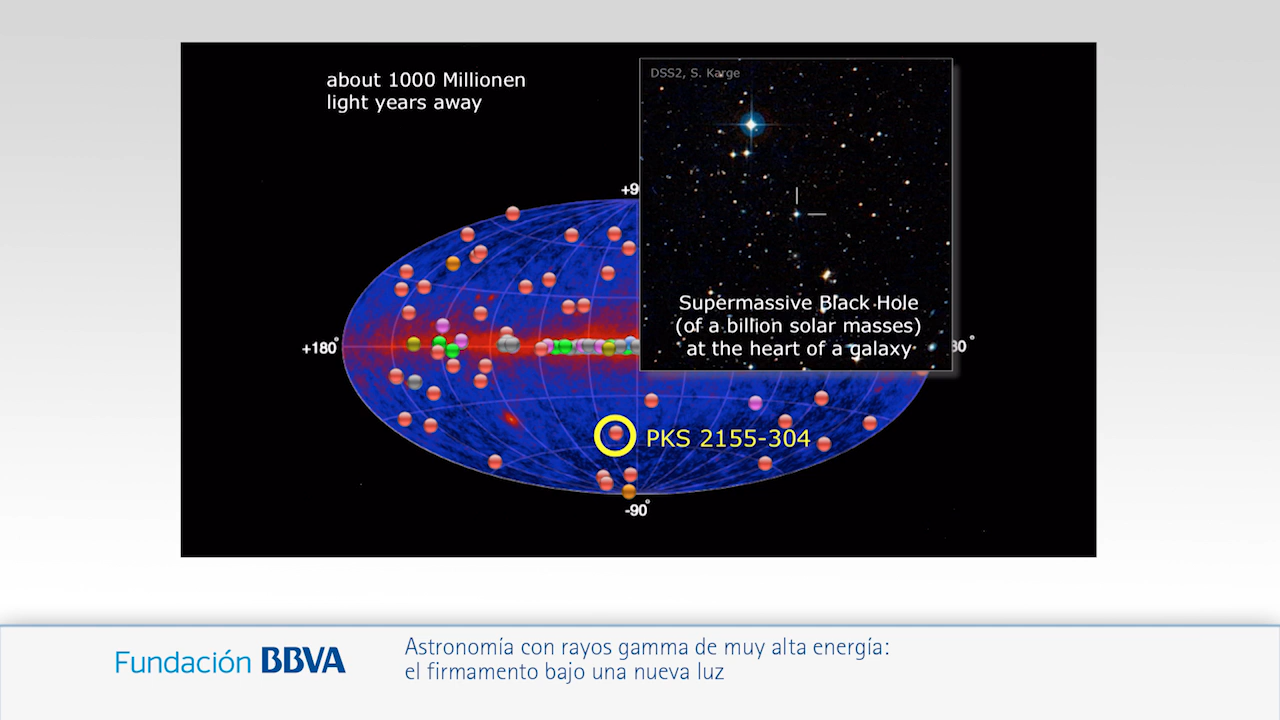 about 1000 Millionen
light years away
DSS2, S. Karge
+9
Supermassive Black Hole
(of a billion solar masses)
at the heart of a galaxy
+180°
80°
PKS 2155-304
-90°
Fundación BBVA
Astronomía con rayos gamma de muy alta energía:
el firmamento bajo una nueva luz